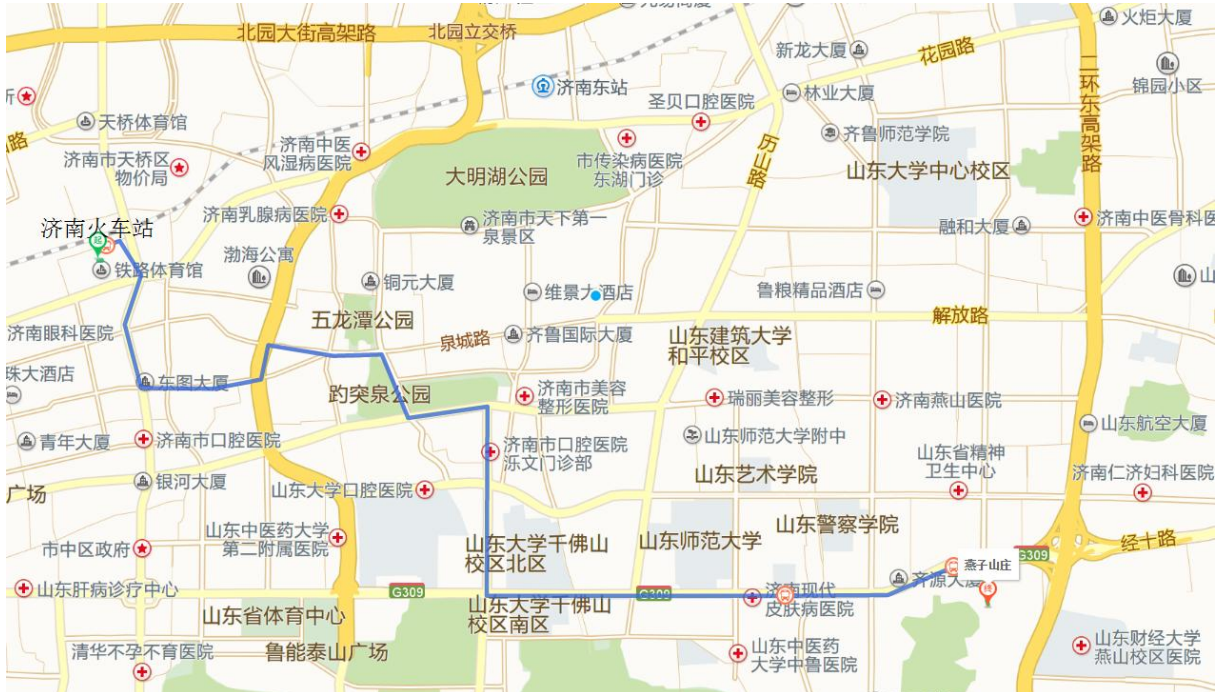 北园大街高架路
北园立交桥
火炬大厦
新龙大厦
花园路
济南东站
锦园小区
圣贝口腔医院
林业大厦
二环东高架路
天桥体育馆
齐鲁师范学院
济南中医
风湿病医院
历山路
济南市天桥区
物价局
市传染病医院
东湖门诊
大明湖公园
山东大学中心校区
济南火车站
济南乳腺病医院
济南市天下第一
泉景区
融和大厦
济南中医骨科医
起
铁路体育馆
渤海公寓
铜元大厦
维景大酒店
鲁粮精品酒店
山
五龙潭公园
解放路
济南眼科医院
泉城路
齐鲁国际大厦
山东建筑大学
和平校区
珠大酒店
东图大厦
趵突泉公园
济南市美容
整形医院
瑞丽美容整形
济南燕山医院
山东航空大厦
青年大厦
济南市口腔医院
济南市口腔医院
泺文门诊部
山东师范大学附中
山东省精神
卫生中心
山东艺术学院
济南仁济妇科医院
广场
银河大厦
山东大学口腔医院
山东中医药大学
第二附属医院
山东警察学院
市中区政府
山东大学千佛山
校区北区
山东师范大学
经十路
G309
燕子山庄
齐源大厦
终
山东肝病诊疗中心
G309
G309
济南现代
皮肤病医院
山东省体育中心
山东大学千佛山
校区南区
清华不孕不育医院
鲁能泰山广场
山东中医药
大学中鲁医院
山东财经大学
燕山校区医院